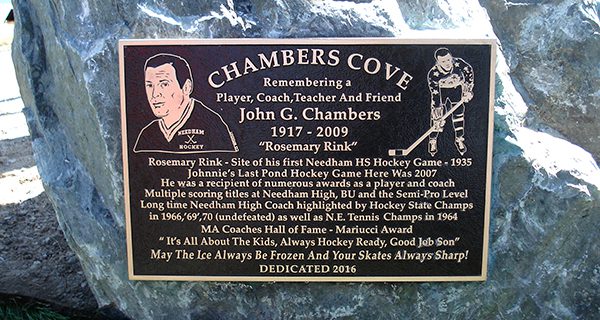 CHAMBERS COVE
Remembering a
Player, Coach,Teacher And Friend
John G. Chambers
1917 - 2009
"Rosemary Rink"
NEEDHAM
HOCKEY
Rosemary Rink - Site of his first Needham HS Hockey Game - 1935
Johnnie's Last Pond Hockey Game Here Was 2007
He was a recipient of numerous awards as a player and coach
Multiple scoring titles at Needham High, BU and the Semi-Pro Level
Long time Needham High Coach highlighted by Hockey State Champs
in 1966,'69,'70 (undefeated) as well as N.E. Tennis Champs in 1964
MA Coaches Hall of Fame - Mariucci Award
" It's All About The Kids, Always Hockey Ready, Good Job Son"
May The Ice Always Be Frozen And Your Skates Always Sharp!
DEDICATED 2016